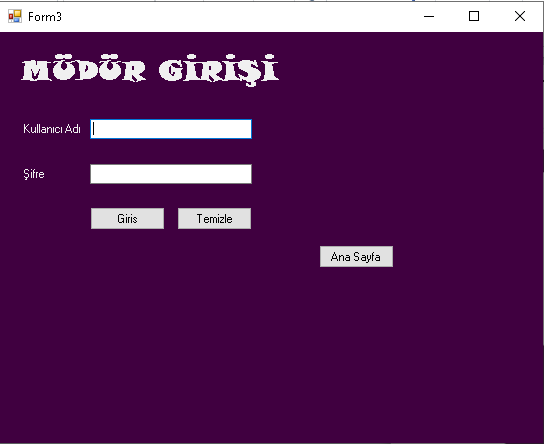 Form3
MÜDÜR GİRİŞİ
Kullanıcı Adı
Şifre
Giris Temizle
Ana Sayfa